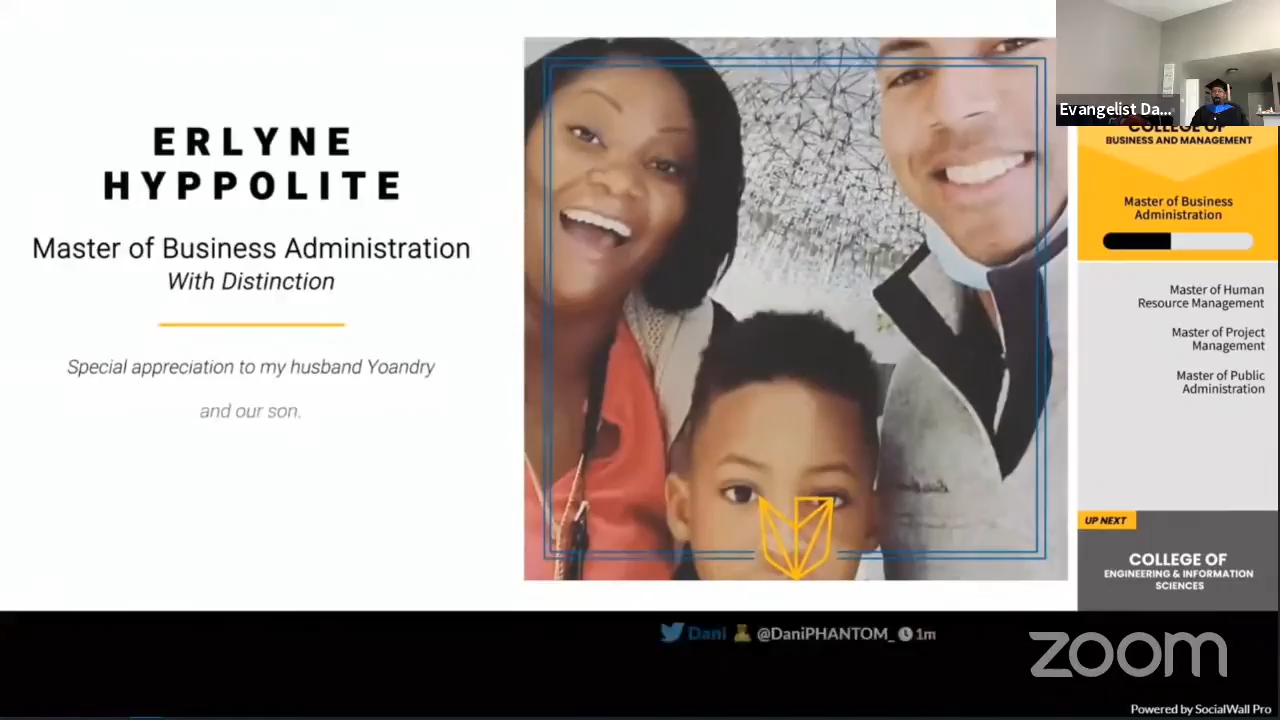 ERLYNE
HYPPOLITE
Master of Business Administration
With Distinction
Special appreciation to my husband Yoandry
and our son.
Evangelist Da...
COLLEGE OF
BUSINESS AND MANAGEMENT
Master of Business
Administration
Master of Human
Resource Management
Master of Project
Management
Master of Public
Administration
UP NEXT
COLLEGE OF
ENGINEERING & INFORMATION
SCIENCES
Dani @DaniPHANTOM_ 1m
zoom
Powered by SocialWall Pro